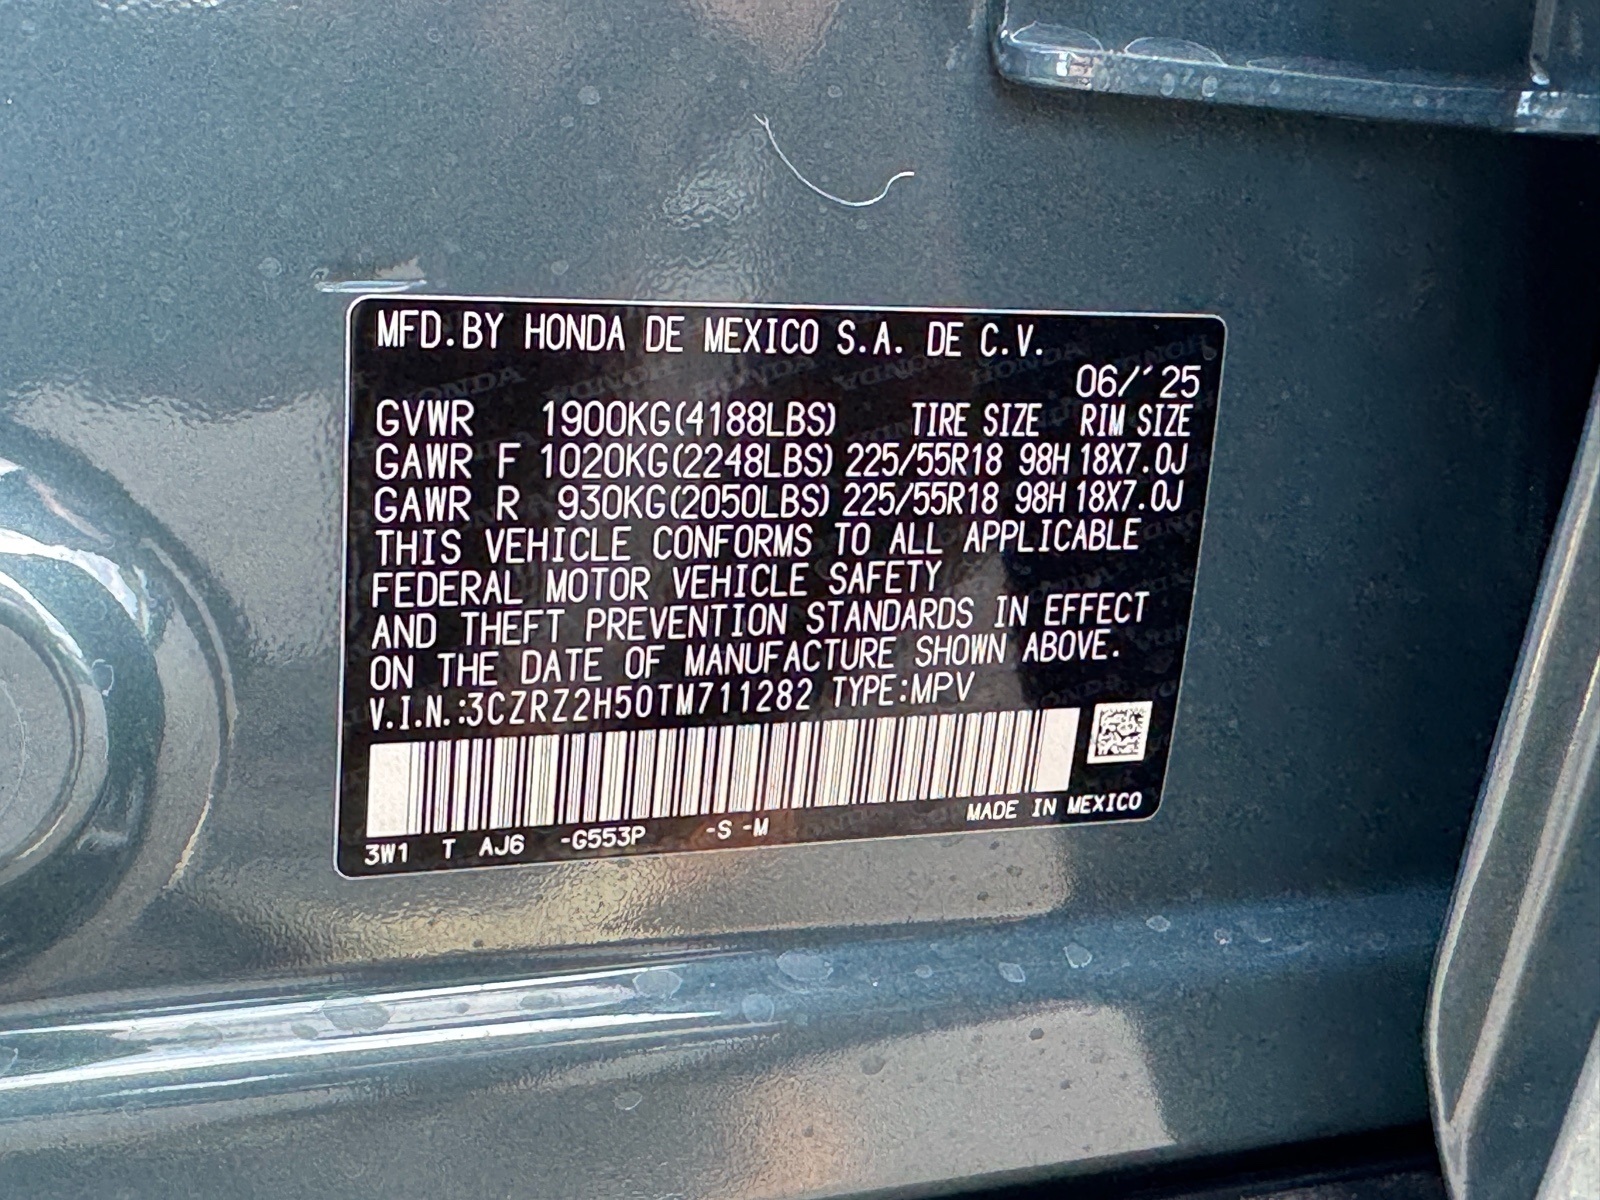 MFD.BY HONDA DE MEXICO S.A. DE C.V.
06/´25
GVWR 1900KG(4188LBS) TIRE SIZE RIM SIZE
GAWR F 1020KG(2248LBS) 225/55R18 98H 18X7.0J
GAWR R 930KG(2050LBS) 225/55R18 98H 18X7.0J
THIS VEHICLE CONFORMS TO ALL APPLICABLE
FEDERAL MOTOR VEHICLE SAFETY
AND THEFT PREVENTION STANDARDS IN EFFECT
ON THE DATE OF MANUFACTURE SHOWN ABOVE.
V.I.N.:3CZRZ2H50TM711282 TYPE:MPV
3W1 T AJ6 -G553P -S -M MADE IN MEXICO